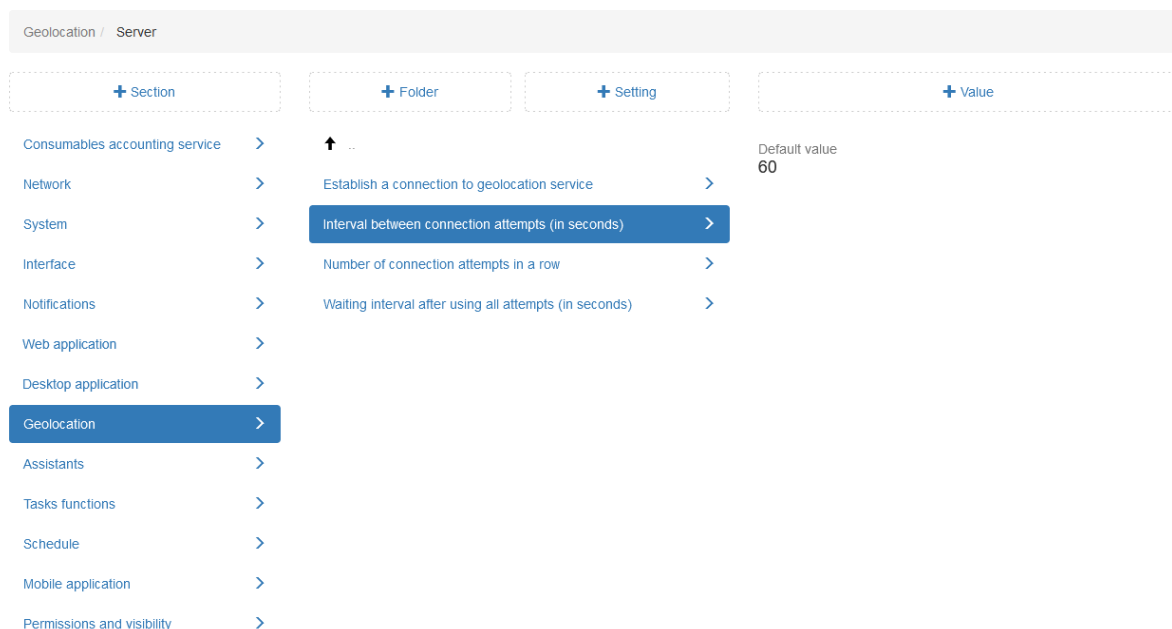 Geolocation / Server
+ Section
+ Folder
+ Setting
+ Value
Consumables accounting service
Network
System
Interface
Notifications
Web application
Desktop application
Geolocation
Assistants
Tasks functions
Schedule
Mobile application
Permissions and visibility
..
Establish a connection to geolocation service
Interval between connection attempts (in seconds)
Number of connection attempts in a row
Waiting interval after using all attempts (in seconds)
Default value
60